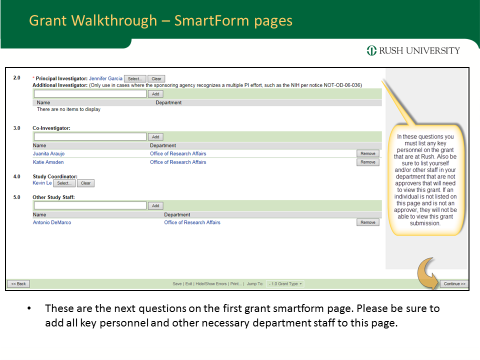 Grant Walkthrough – SmartForm pages
RUSH UNIVERSITY
2.0 * Principal Investigator: Jennifer Garcia Select... Clear
Additional Investigator: (Only use in cases where the sponsoring agency recognizes a multiple PI effort, such as the NIH per notice NOT-OD-06-036)
Add
Name Department
There are no items to display
3.0 Co-Investigator:
Add
Name Department
Juanita Araujo Office of Research Affairs Remove
Katie Amsden Office of Research Affairs Remove
4.0 Study Coordinator:
Kevin Le Select... Clear
5.0 Other Study Staff:
Add
Name Department
Antonio DeMarco Office of Research Affairs Remove
In these questions you
must list any key
personnel on the grant
that are at Rush. Also be
sure to list yourself
and/or other staff in your
department that are not
approvers that will need
to view this grant. If an
individual is not listed on
this page and is not an
approver, they will not be
able to view this grant
submission.
<< Back Save | Exit | Hide/Show Errors | Print... | Jump To: 1.0 Grant Type Continue >>
• These are the next questions on the first grant smartform page. Please be sure to
add all key personnel and other necessary department staff to this page.